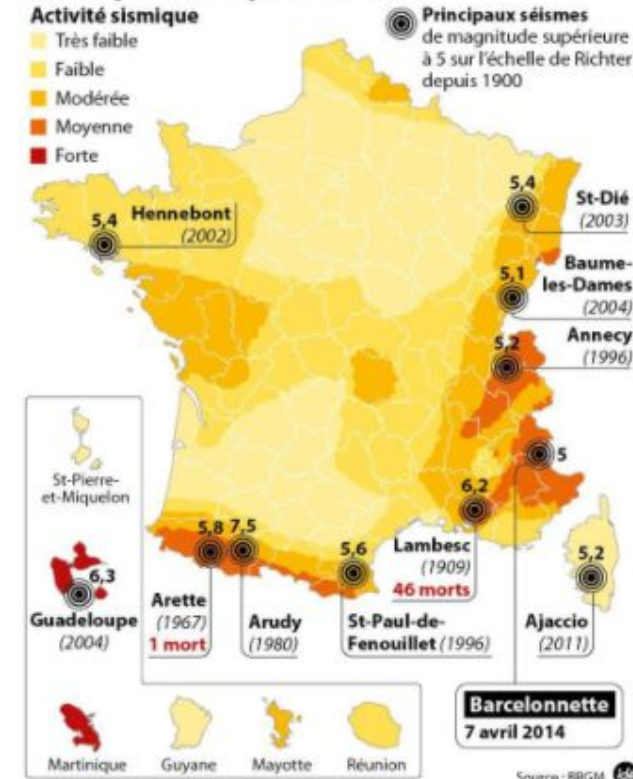 Activité sismique
Très faible
Faible
Modérée
Moyenne
Forte
Principaux séismes
de magnitude supérieure
à 5 sur l'échelle de Richter
depuis 1900
5,4
Hennebont
(2002)
5,4
St-Dié
(2003)
5,1
Baume-
les-Dames
(2004)
5,2
Annecy
(1996)
5
6,2
Lambesc
(1909)
46 morts
St-Pierre-
et-Miquelon
6,3
Guadeloupe
(2004)
5,8
Arette
(1967)
1 mort
7,5
Arudy
(1980)
5,6
St-Paul-de-
Fenouillet (1996)
5,2
Ajaccio
(2011)
Barcelonnette
7 avril 2014
Martinique
Guyane
Mayotte
Réunion
Source : BRGM